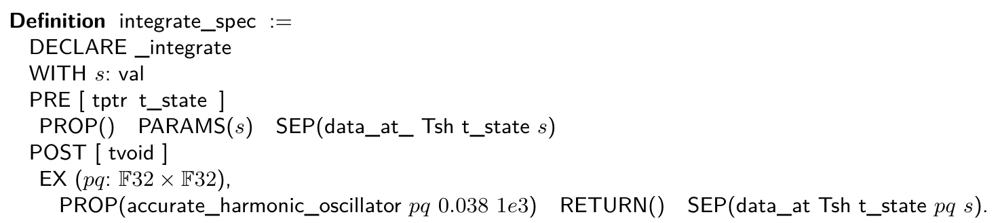 Definition integrate_spec :=
DECLARE _integrate
WITH s: val
PRE [ tptr t_state ]
PROP() PARAMS(s) SEP(data_at_ Tsh t_state s)
POST [ tvoid ]
EX (pq: 𝔽32 × 𝔽32),
PROP(accurate_harmonic_oscillator pq 0.038 1e3) RETURN() SEP(data_at Tsh t_state pq s).